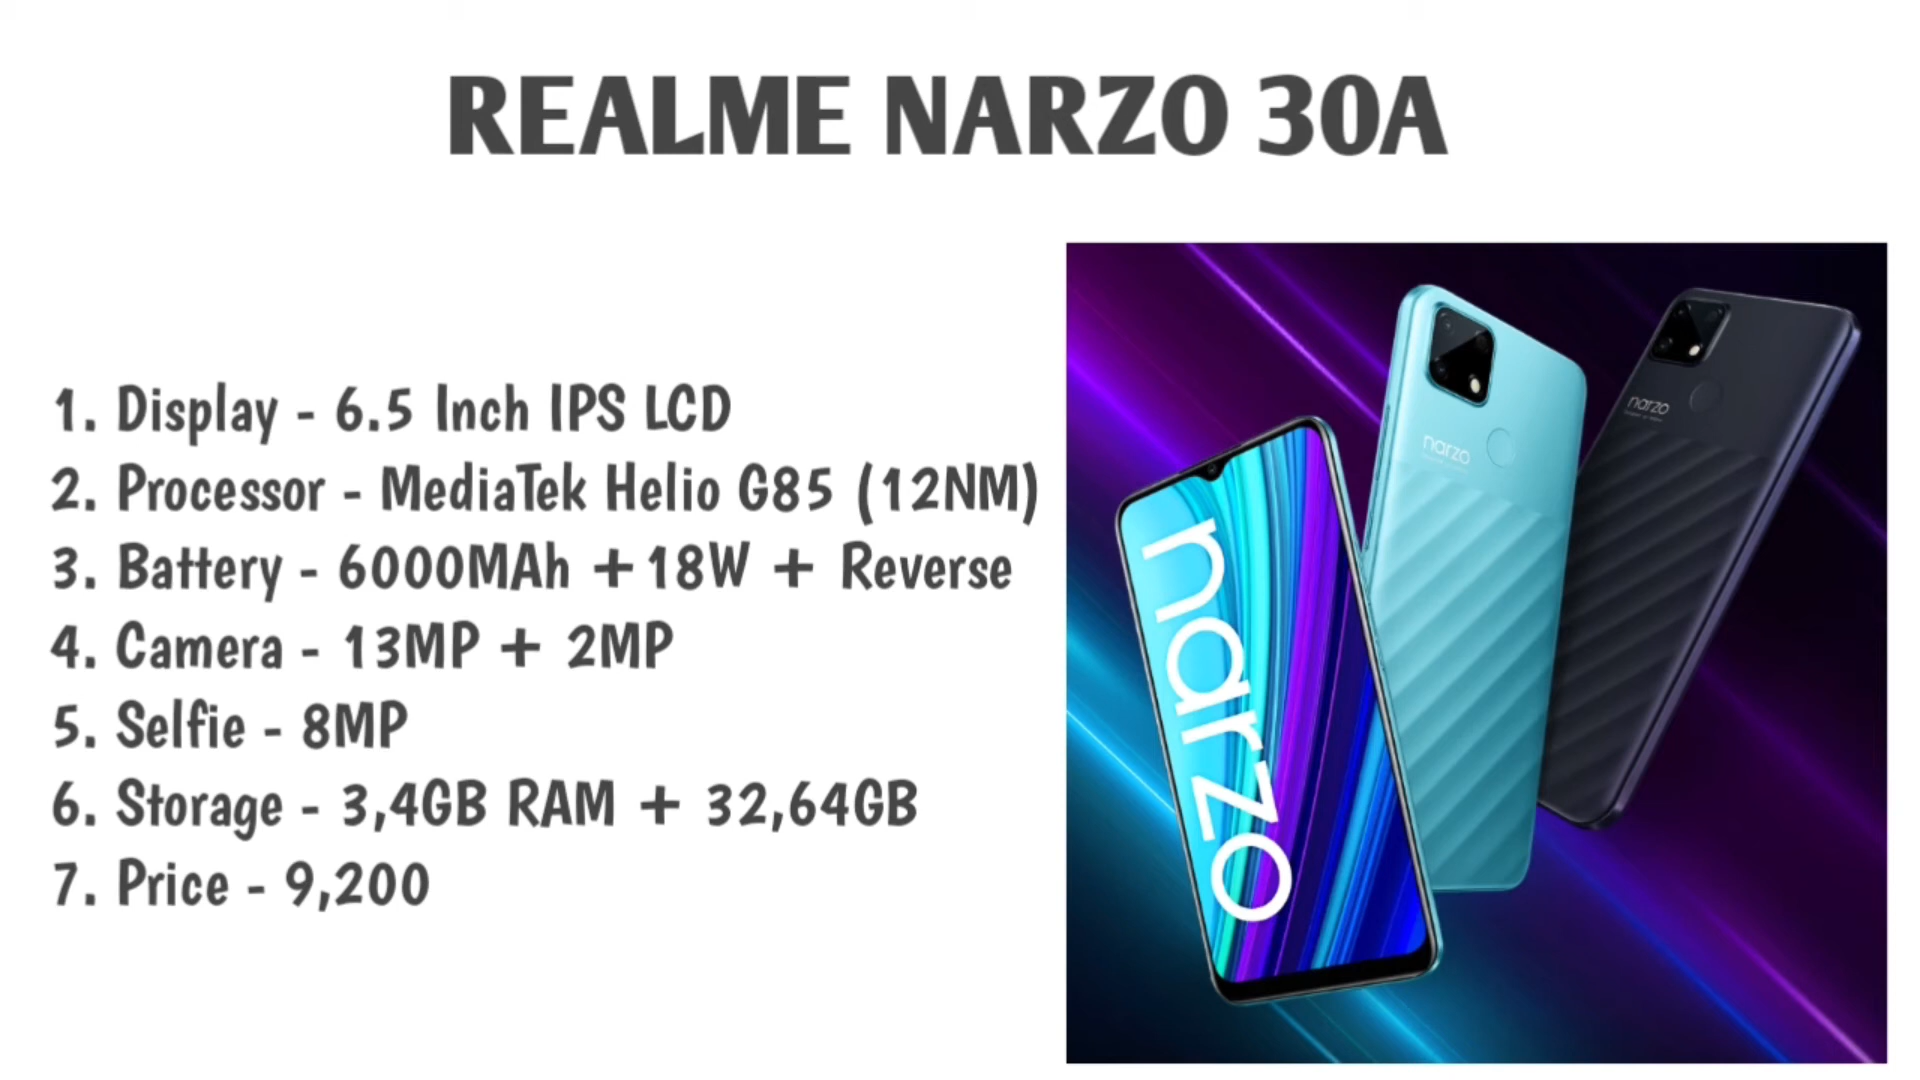 REALME NARZO 30A
1. Display - 6.5 Inch IPS LCD
2. Processor - MediaTek Helio G85 (12NM)
3. Battery - 6000MAh +18W + Reverse
4. Camera - 13MP + 2MP
5. Selfie - 8MP
6. Storage - 3,4GB RAM + 32,64GB
7. Price - 9,200
narzo
narzo
narzo